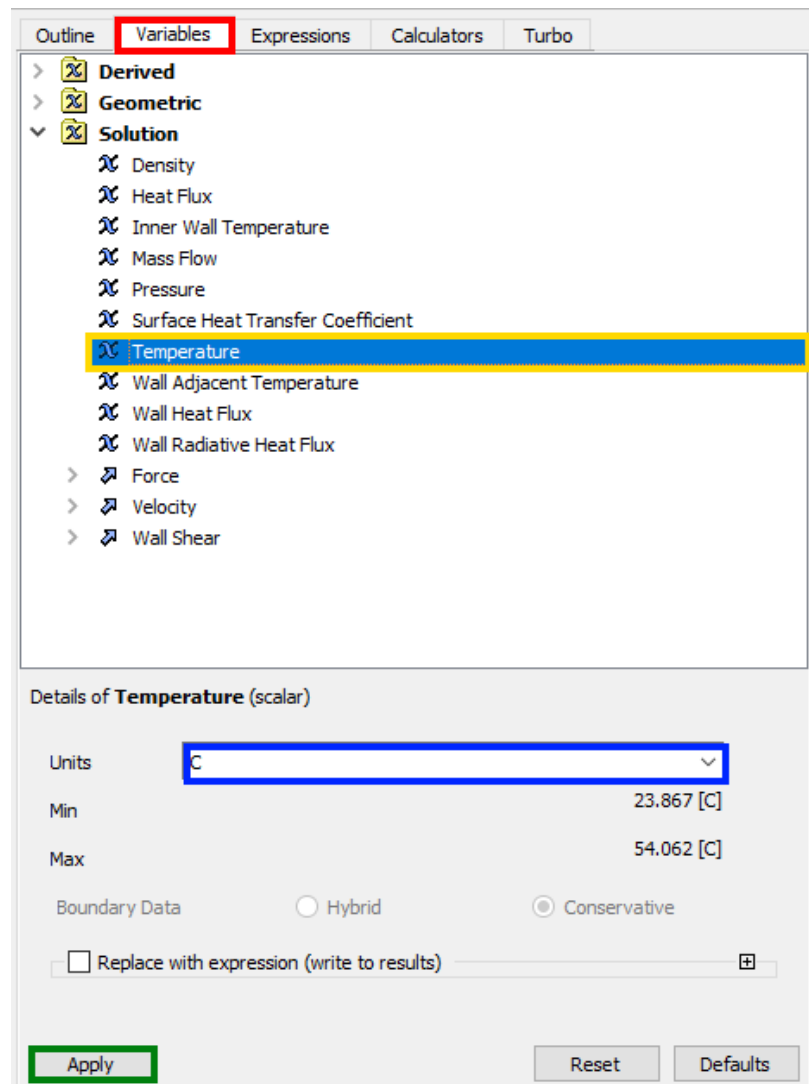 Outline Variables Expressions Calculators Turbo
Derived
Geometric
Solution
Density
Heat Flux
Inner Wall Temperature
Mass Flow
Pressure
Surface Heat Transfer Coefficient
Temperature
Wall Adjacent Temperature
Wall Heat Flux
Wall Radiative Heat Flux
Force
Velocity
Wall Shear
Details of Temperature (scalar)
Units C
Min 23.867 [C]
Max 54.062 [C]
Boundary Data Hybrid Conservative
Replace with expression (write to results)
Apply Reset Defaults